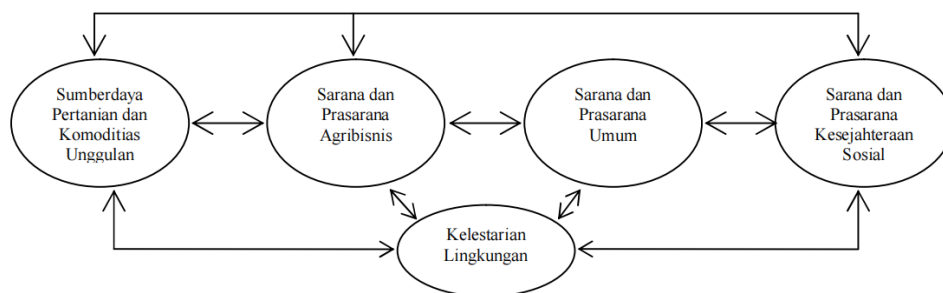 Sumberdaya
Pertanian dan
Komoditias
Unggulan
Sarana dan
Prasarana
Agribisnis
Sarana dan
Prasarana
Umum
Sarana dan
Prasarana
Kesejahteraan
Sosial
Kelestarian
Lingkungan